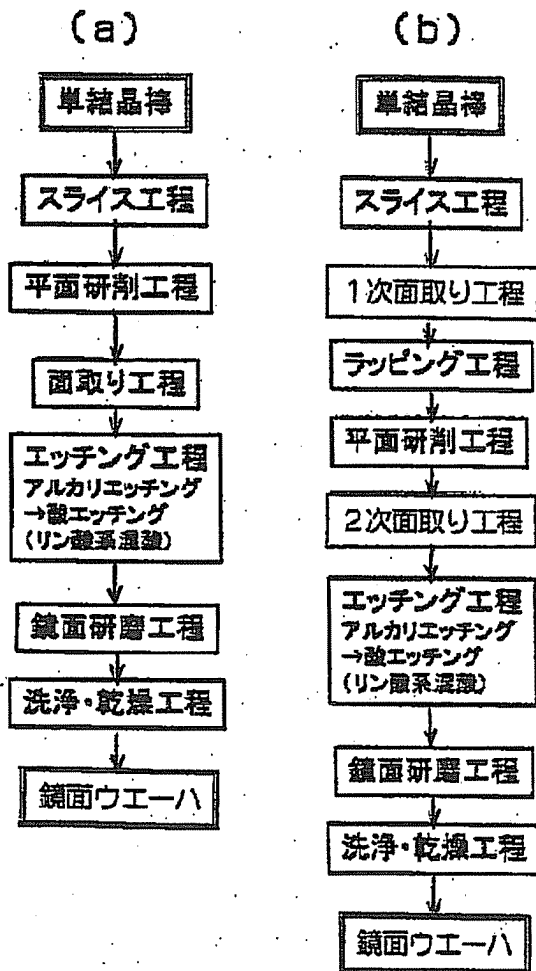 (a)
単結晶棒
スライス工程
平面研削工程
面取り工程
エッチング工程
アルカリエッチング
→酸エッチング
(リン酸系混酸)
鏡面研磨工程
洗浄・乾燥工程
鏡面ウエーハ
(b)
単結晶棒
スライス工程
1次面取り工程
ラッピング工程
平面研削工程
2次面取り工程
エッチング工程
アルカリエッチング
→酸エッチング
(リン酸系混酸)
鏡面研磨工程
洗浄・乾燥工程
鏡面ウエーハ